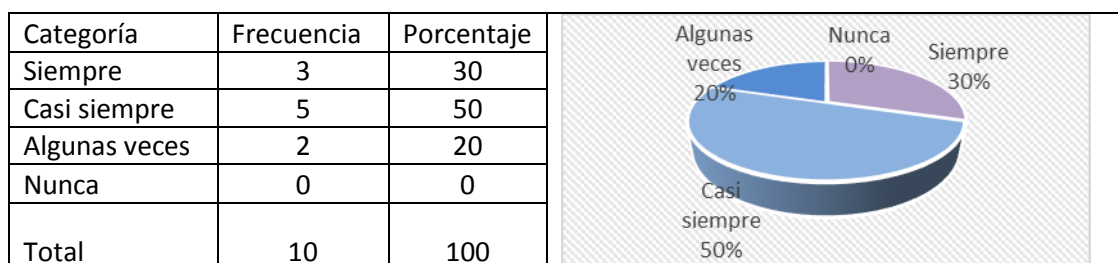 Categoría Frecuencia Porcentaje
Siempre 3 30
Casi siempre 5 50
Algunas veces 2 20
Nunca 0 0
Total 10 100
Algunas
veces
20%
Nunca
0%
Siempre
30%
Casi
siempre
50%